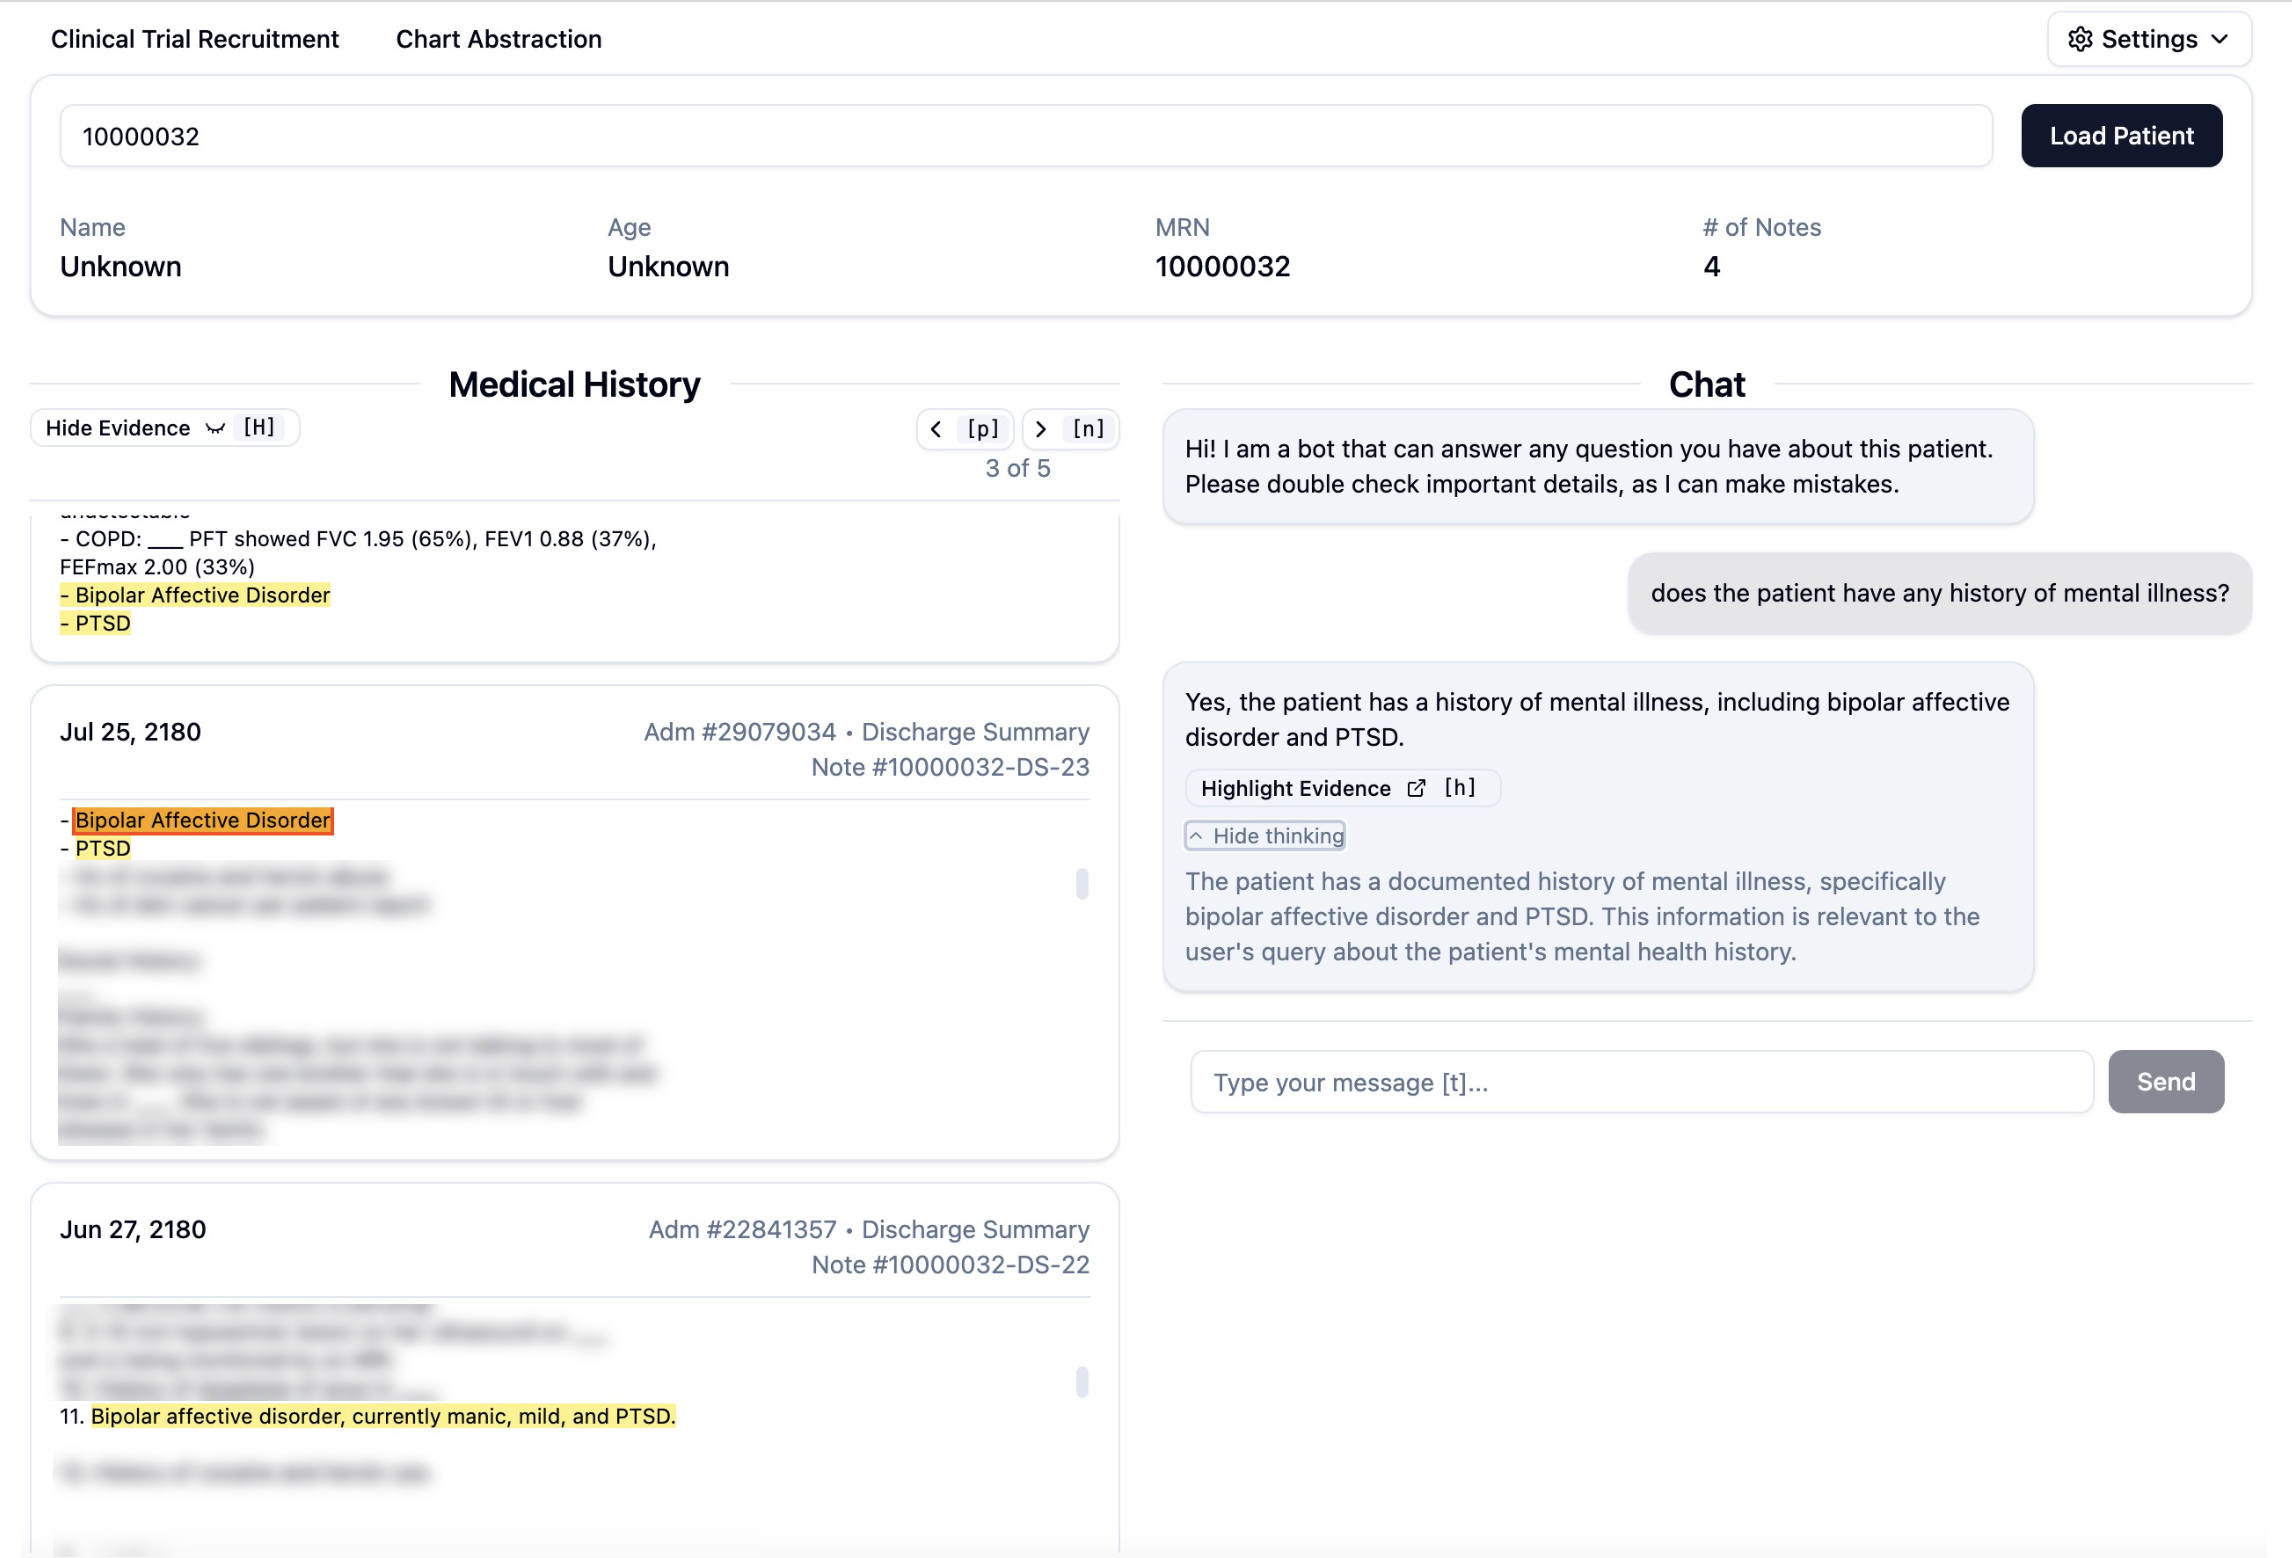 Clinical Trial Recruitment
Chart Abstraction
Settings
10000032
Load Patient
Name
Unknown
Age
Unknown
MRN
10000032
# of Notes
4
Medical History
Hide Evidence [H]
[p] [n]
3 of 5
- COPD: ___ PFT showed FVC 1.95 (65%), FEV1 0.88 (37%),
FEFmax 2.00 (33%)
- Bipolar Affective Disorder
- PTSD
Jul 25, 2180
Adm #29079034 • Discharge Summary
Note #10000032-DS-23
- Bipolar Affective Disorder
- PTSD
Jun 27, 2180
Adm #22841357 • Discharge Summary
Note #10000032-DS-22
11. Bipolar affective disorder, currently manic, mild, and PTSD.
Chat
Hi! I am a bot that can answer any question you have about this patient.
Please double check important details, as I can make mistakes.
does the patient have any history of mental illness?
Yes, the patient has a history of mental illness, including bipolar affective
disorder and PTSD.
Highlight Evidence [h]
Hide thinking
The patient has a documented history of mental illness, specifically
bipolar affective disorder and PTSD. This information is relevant to the
user's query about the patient's mental health history.
Type your message [t]...
Send